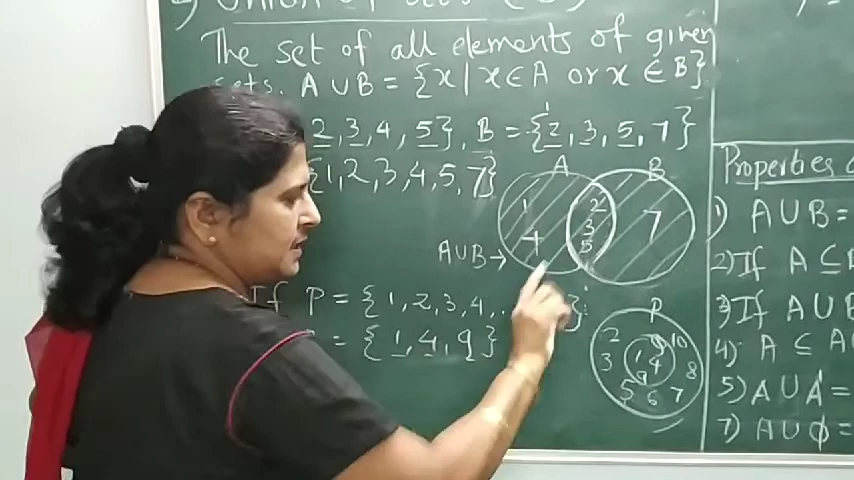 Union of
The set of all elements of given
sets. A ∪ B = {x | x ∈ A or x ∈ B}
2, 3, 4, 5}, B = {2, 3, 5, 7}
{1, 2, 3, 4, 5, 7}
A B
1 4 2 3 5 7
A∪B →
If P = {1, 2, 3, 4, . . }
= {1, 4, 9}
P
2 3 5 6 7 8 10
1 4 9
Properties
1) A ∪ B =
2) If A ⊆
3) If A ∪ B
4) A ⊆ A
5) A ∪ A' =
7) A ∪ ϕ =